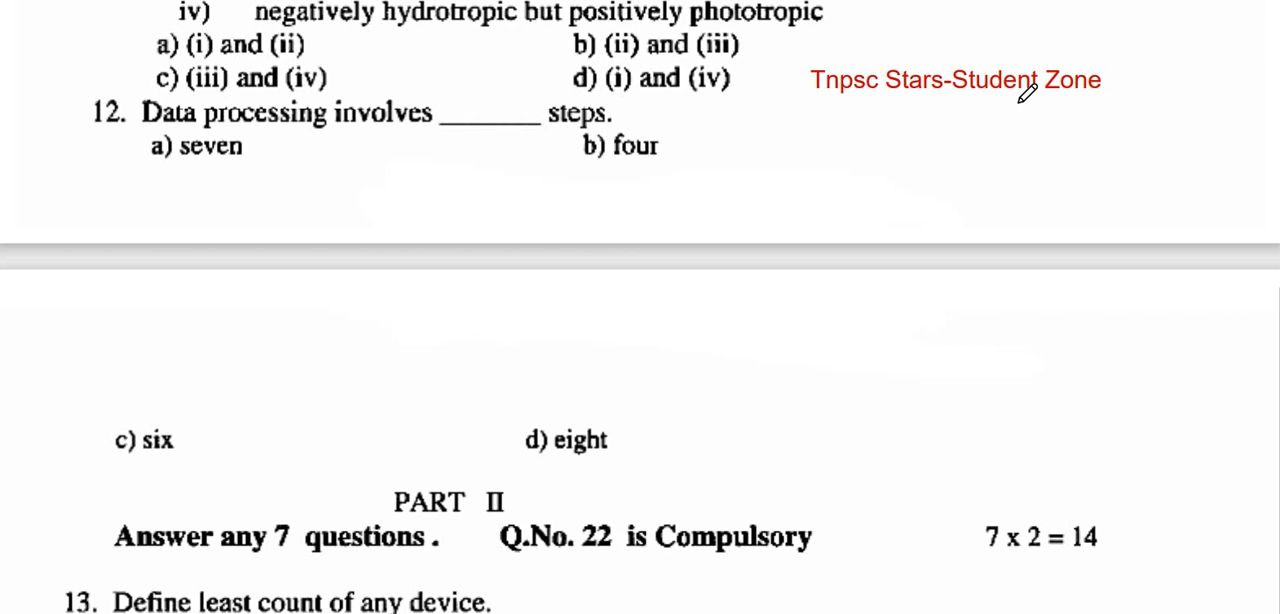 iv) negatively hydrotropic but positively phototropic
a) (i) and (ii) b) (ii) and (iii)
c) (iii) and (iv) d) (i) and (iv) Tnpsc Stars-Student Zone
12. Data processing involves _______ steps.
a) seven b) four
c) six d) eight
PART II
Answer any 7 questions . Q.No. 22 is Compulsory 7 x 2 = 14
13. Define least count of any device.